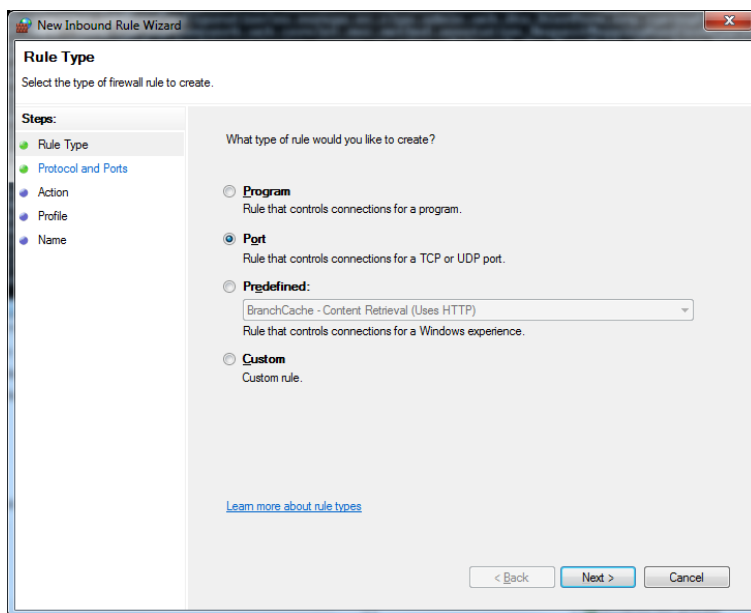 New Inbound Rule Wizard
Rule Type
Select the type of firewall rule to create.
Steps:
Rule Type
Protocol and Ports
Action
Profile
Name
What type of rule would you like to create?
Program
Rule that controls connections for a program.
Port
Rule that controls connections for a TCP or UDP port.
Predefined:
BranchCache - Content Retrieval (Uses HTTP)
Rule that controls connections for a Windows experience.
Custom
Custom rule.
Learn more about rule types
< Back Next > Cancel